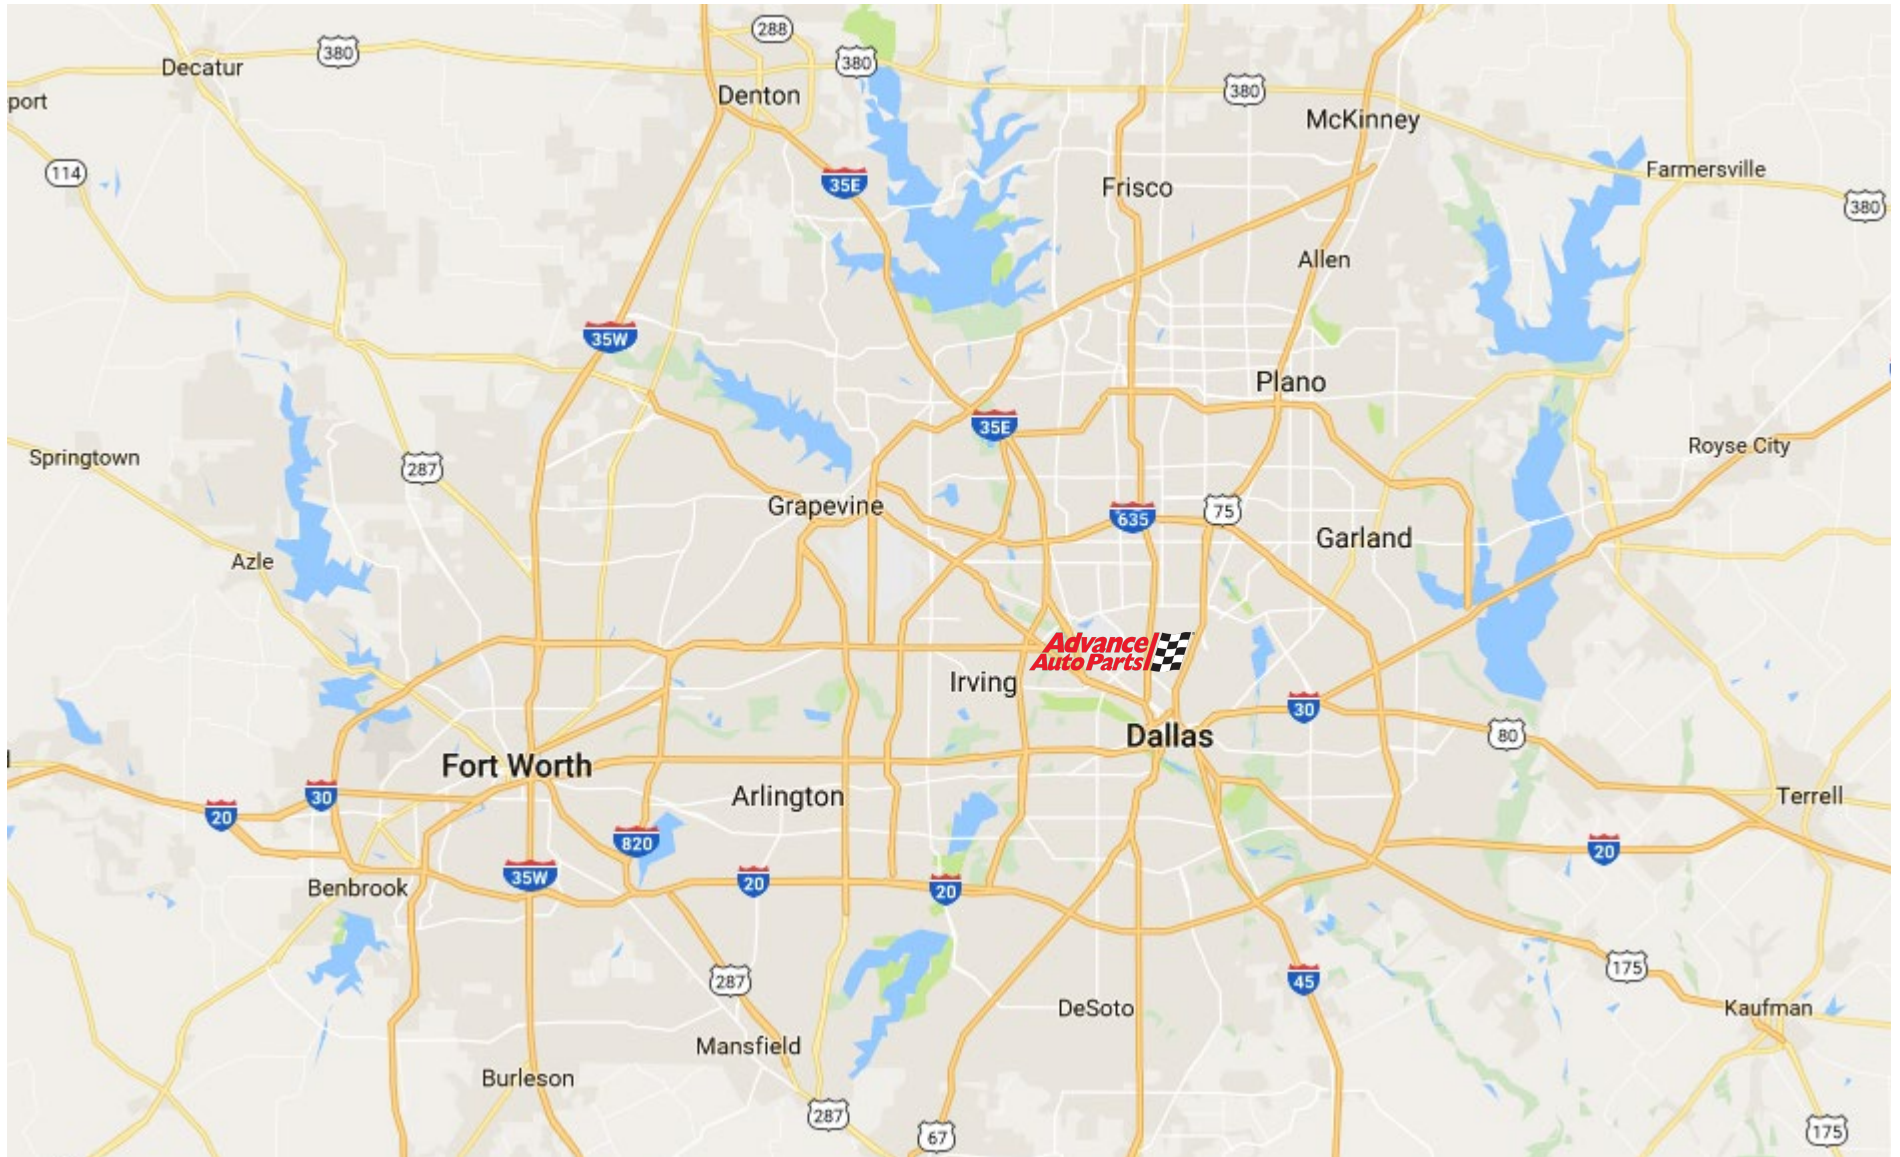 288
380
380
Decatur
Denton
380
port
McKinney
114
Farmersville
35E
Frisco
380
Allen
35W
Plano
35E
Royse City
Springtown
287
Grapevine
75
635
Garland
Azle
Advance
Auto Parts
Irving
30
Dallas
80
Fort Worth
30
Arlington
Terrell
20
820
20
35W
20
20
Benbrook
175
287
45
DeSoto
Kaufman
Mansfield
Burleson
287
67
175